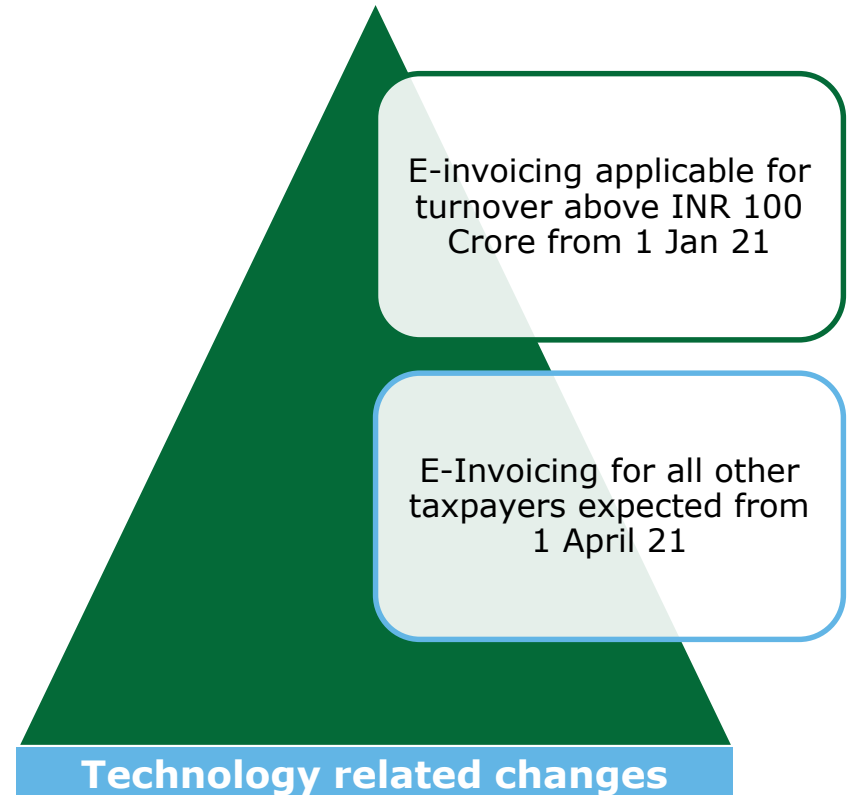 E-invoicing applicable for
turnover above INR 100
Crore from 1 Jan 21
E-Invoicing for all other
taxpayers expected from
1 April 21
Technology related changes